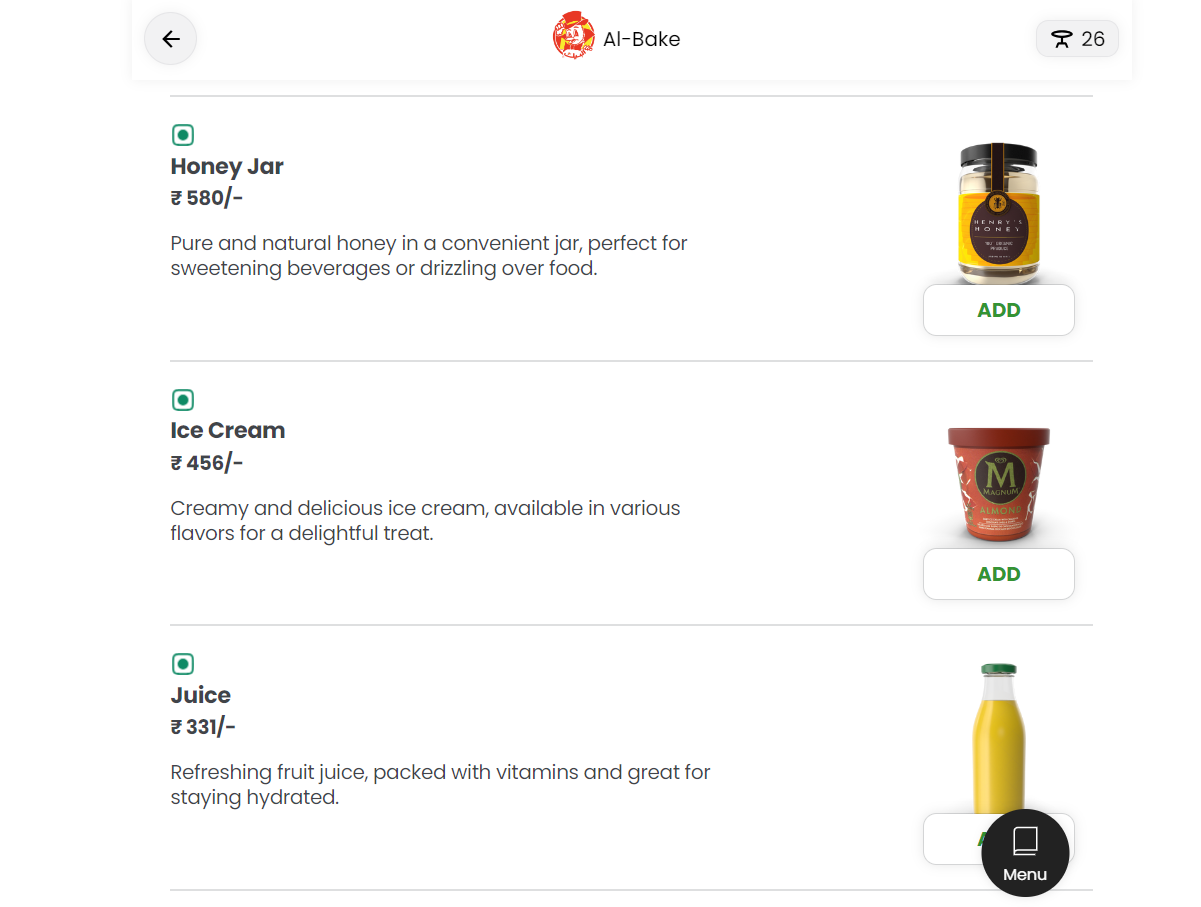 Al-Bake
26
Honey Jar
₹ 580/-
Pure and natural honey in a convenient jar, perfect for
sweetening beverages or drizzling over food.
HENRY'S
HONEY
ADD
Ice Cream
₹ 456/-
Creamy and delicious ice cream, available in various
flavors for a delightful treat.
M
MAGNUM
ALMOND
ADD
Juice
₹ 331/-
Refreshing fruit juice, packed with vitamins and great for
staying hydrated.
Menu